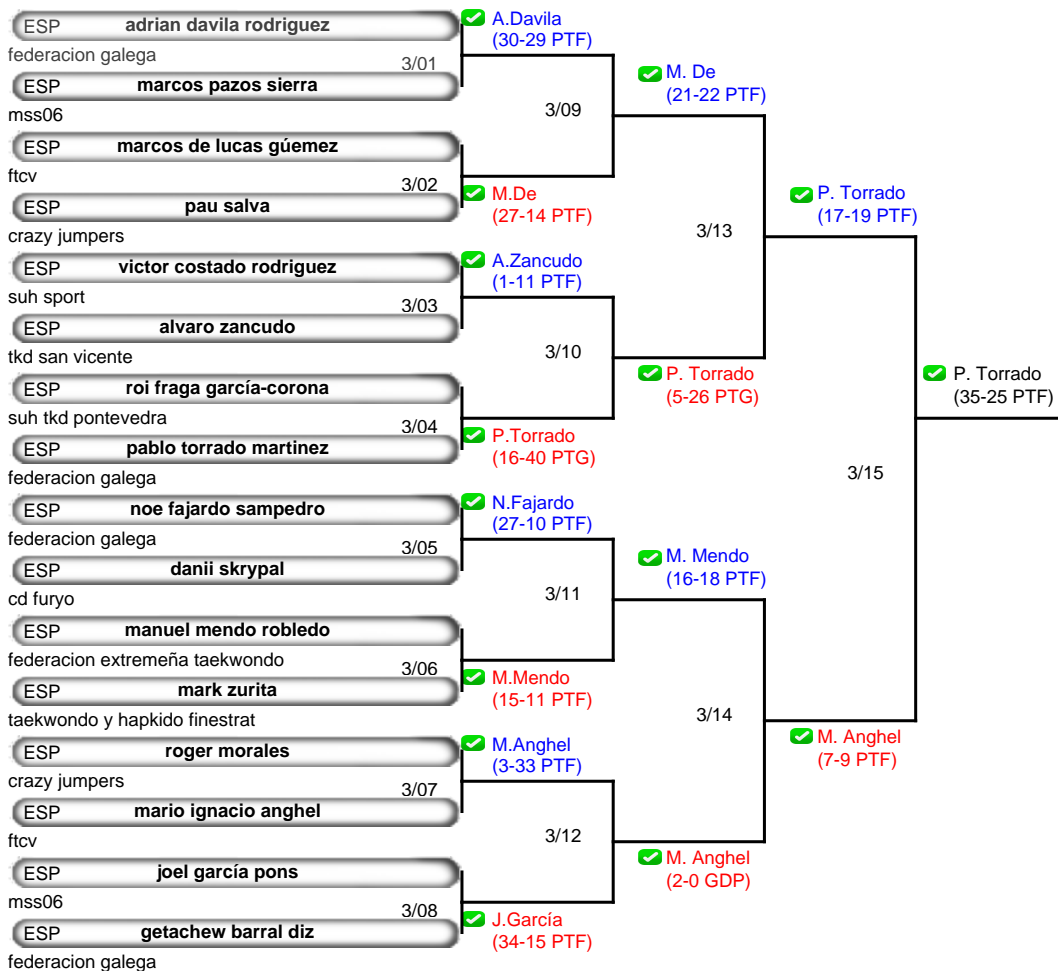 ESP adrian davila rodriguez
federacion galega
3/01
ESP marcos pazos sierra
mss06
ESP marcos de lucas gúemez
ftcv
3/02
ESP pau salva
crazy jumpers
ESP victor costado rodriguez
suh sport
3/03
ESP alvaro zancudo
tkd san vicente
ESP roi fraga garcía-corona
suh tkd pontevedra
3/04
ESP pablo torrado martinez
federacion galega
ESP noe fajardo sampedro
federacion galega
3/05
ESP danii skrypal
cd furyo
ESP manuel mendo robledo
federacion extremeña taekwondo
3/06
ESP mark zurita
taekwondo y hapkido finestrat
ESP roger morales
crazy jumpers
3/07
ESP mario ignacio anghel
ftcv
ESP joel garcía pons
mss06
3/08
ESP getachew barral diz
federacion galega
A.Davila
(30-29 PTF)
3/09
M.De
(27-14 PTF)
A.Zancudo
(1-11 PTF)
3/10
P.Torrado
(16-40 PTG)
N.Fajardo
(27-10 PTF)
3/11
M.Mendo
(15-11 PTF)
M.Anghel
(3-33 PTF)
3/12
J.García
(34-15 PTF)
M. De
(21-22 PTF)
3/13
P. Torrado
(5-26 PTG)
M. Mendo
(16-18 PTF)
3/14
M. Anghel
(2-0 GDP)
P. Torrado
(17-19 PTF)
3/15
M. Anghel
(7-9 PTF)
P. Torrado
(35-25 PTF)